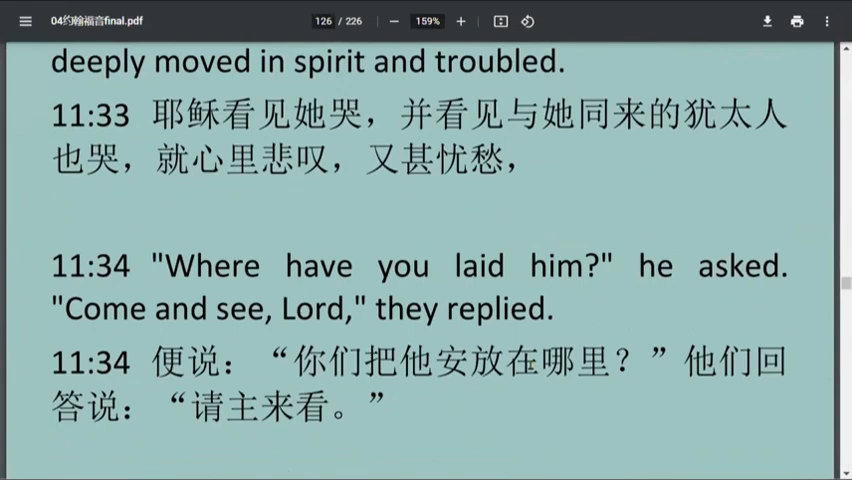 04约翰福音final.pdf
126 / 226
159%
deeply moved in spirit and troubled.
11:33 耶稣看见她哭，并看见与她同来的犹太人
也哭，就心里悲叹，又甚忧愁，
11:34 "Where have you laid him?" he asked.
"Come and see, Lord," they replied.
11:34 便说：“你们把他安放在哪里？”他们回
答说：“请主来看。”